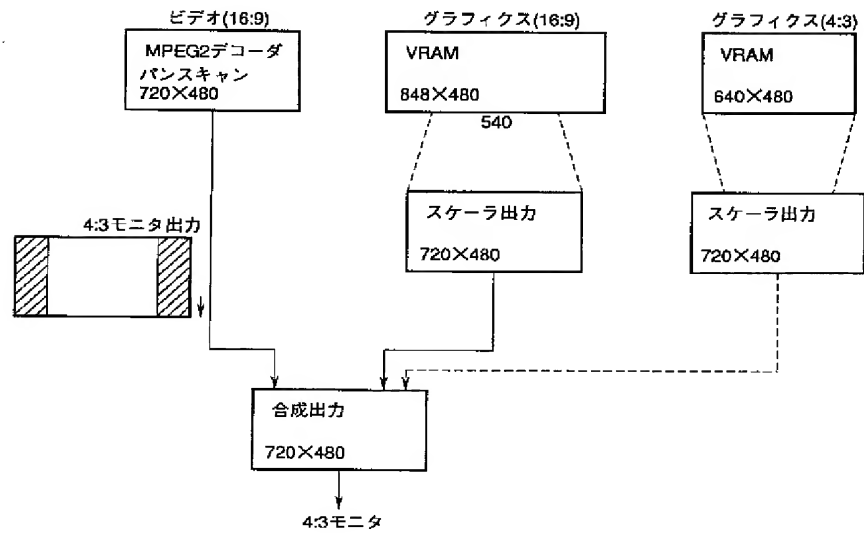 ビデオ(16:9)
MPEG2デコーダ
パンスキャン
720×480
グラフィクス(16:9)
VRAM
848×480
540
グラフィクス(4:3)
VRAM
640×480
4:3モニタ出力
スケーラ出力
720×480
スケーラ出力
720×480
合成出力
720×480
4:3モニタ